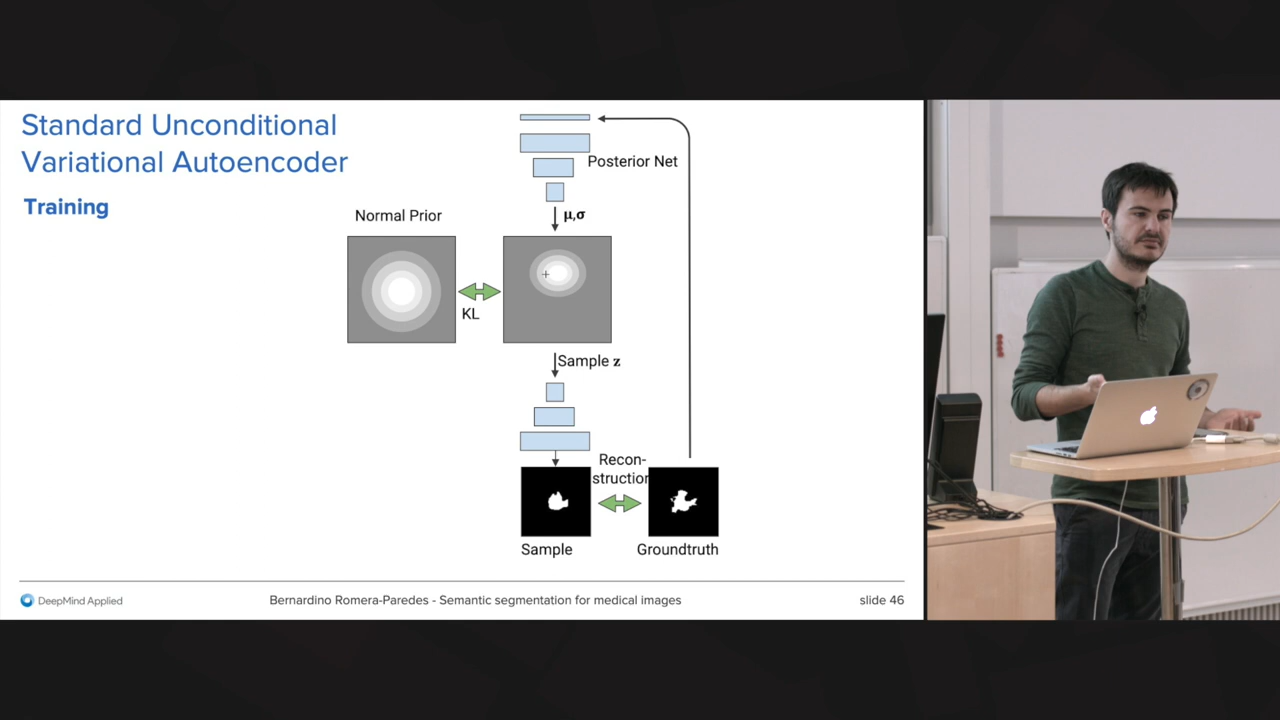 Standard Unconditional
Variational Autoencoder
Training
Posterior Net
μ,σ
Normal Prior
KL
Sample z
Recon-
struction
Sample
Groundtruth
DeepMind Applied
Bernardino Romera-Paredes - Semantic segmentation for medical images
slide 46